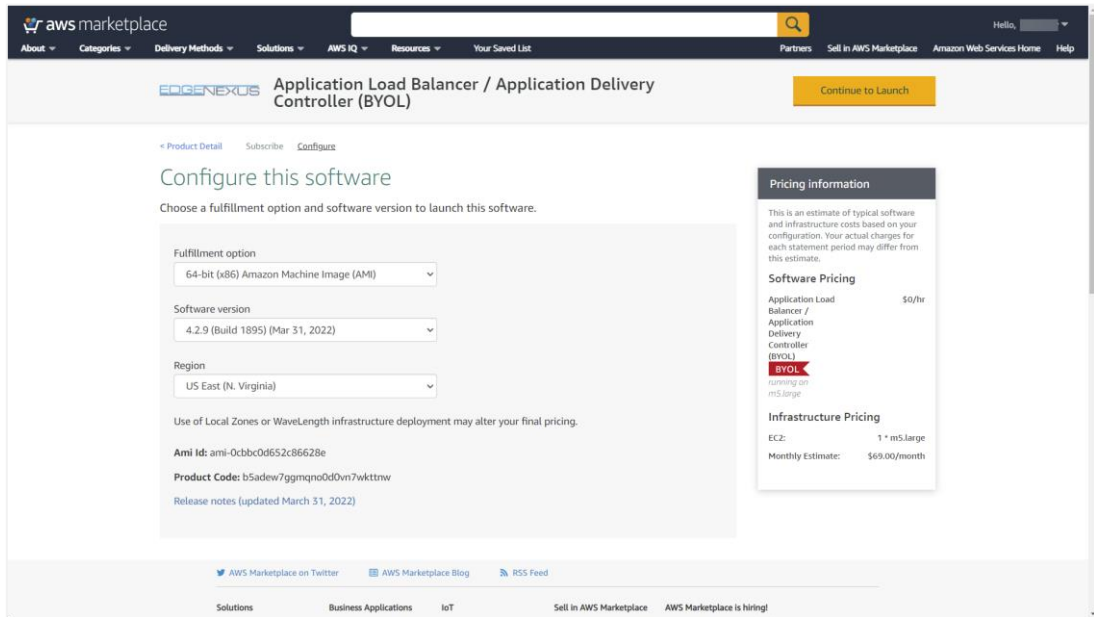 aws marketplace
Hello,
About
Categories
Delivery Methods
Solutions
AWS IQ
Resources
Your Saved List
Partners
Sell in AWS Marketplace
Amazon Web Services Home
Help
EDGENEXUS
Application Load Balancer / Application Delivery
Controller (BYOL)
Continue to Launch
< Product Detail
Subscribe
Configure
Configure this software
Choose a fulfillment option and software version to launch this software.
Fulfillment option
64-bit (x86) Amazon Machine Image (AMI)
Software version
4.2.9 (Build 1895) (Mar 31, 2022)
Region
US East (N. Virginia)
Use of Local Zones or WaveLength infrastructure deployment may alter your final pricing.
Ami Id: ami-0cbbc0d652c86628e
Product Code: b5adew7ggmqno0d0vn7wkttnw
Release notes (updated March 31, 2022)
Pricing information
This is an estimate of typical software
and infrastructure costs based on your
configuration. Your actual charges for
each statement period may differ from
this estimate.
Software Pricing
Application Load $0/hr
Balancer /
Application
Delivery
Controller
(BYOL)
BYOL
running on
m5.large
Infrastructure Pricing
EC2: 1 * m5.large
Monthly Estimate: $69.00/month
AWS Marketplace on Twitter
AWS Marketplace Blog
RSS Feed
Solutions
Business Applications
IoT
Sell in AWS Marketplace
AWS Marketplace is hiring!